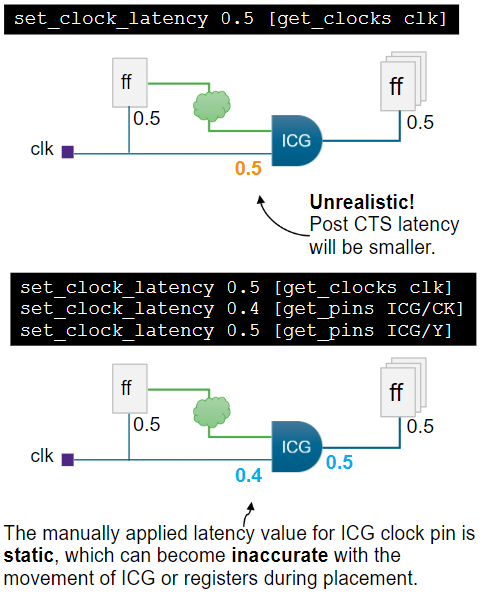 set_clock_latency 0.5 [get_clocks clk]
ff
ff
0.5
0.5
ICG
clk
0.5
Unrealistic!
Post CTS latency
will be smaller.
set_clock_latency 0.5 [get_clocks clk]
set_clock_latency 0.4 [get_pins ICG/CK]
set_clock_latency 0.5 [get_pins ICG/Y]
ff
ff
0.5
0.5
ICG
clk
0.4
0.5
The manually applied latency value for ICG clock pin is
static, which can become inaccurate with the
movement of ICG or registers during placement.